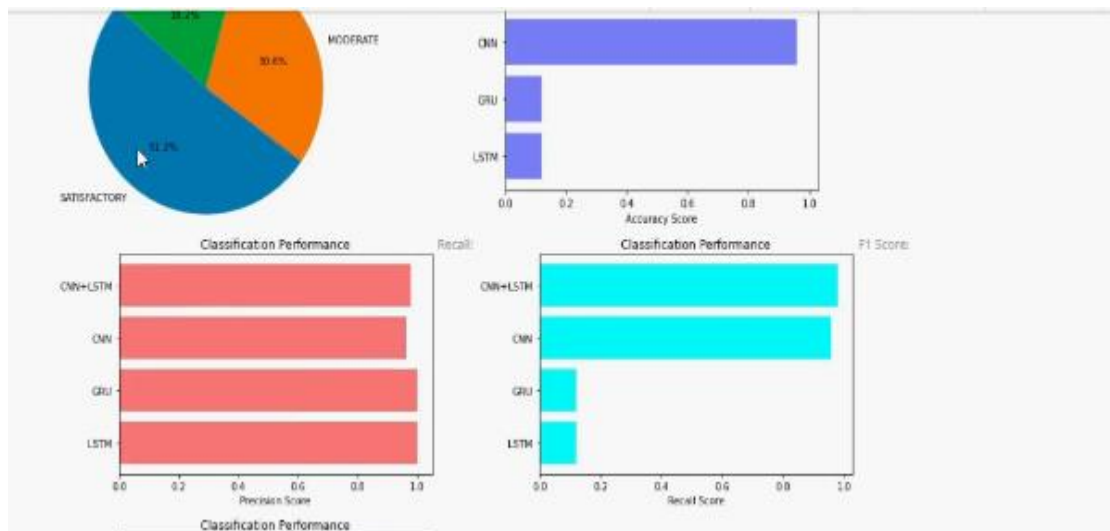 18.2%
MODERATE
30.6%
51.2%
SATISFACTORY
CNN
GRU
LSTM
0.0 0.2 0.4 0.6 0.8 1.0
Accuracy Score
Classification Performance
Recall:
CNN+LSTM
CNN
GRU
LSTM
0.0 0.2 0.4 0.6 0.8 1.0
Precision Score
Classification Performance
F1 Score:
CNN+LSTM
CNN
GRU
LSTM
0.0 0.2 0.4 0.6 0.8 1.0
Recall Score
Classification Performance